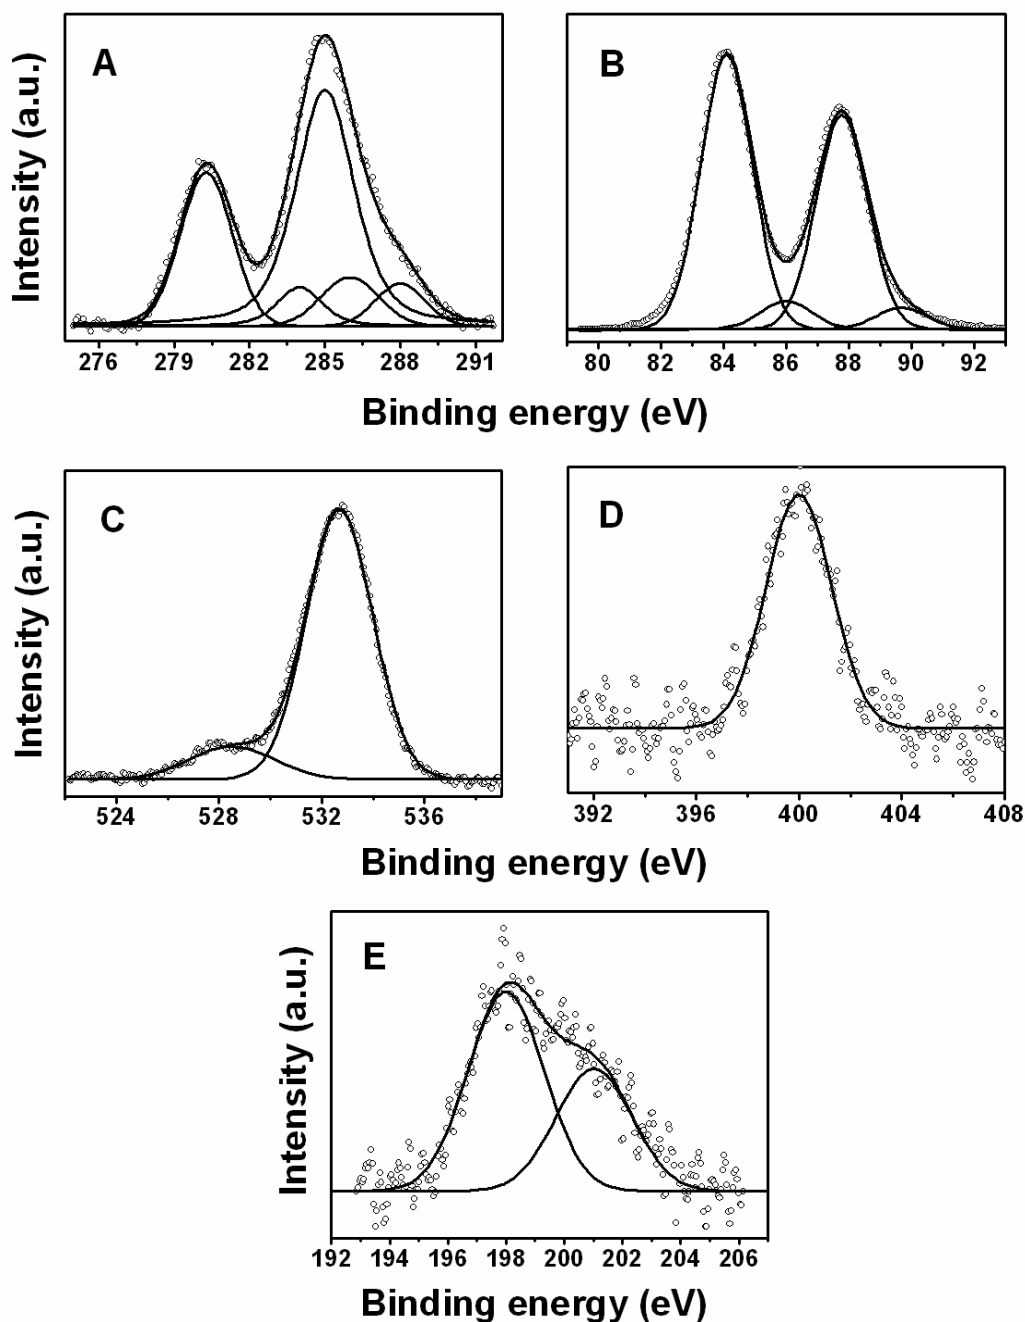 A
B
Intensity (a.u.)
276 279 282 285 288 291
80 82 84 86 88 90 92
Binding energy (eV)
C
D
Intensity (a.u.)
524 528 532 536
392 396 400 404 408
Binding energy (eV)
E
Intensity (a.u.)
192 194 196 198 200 202 204 206
Binding energy (eV)